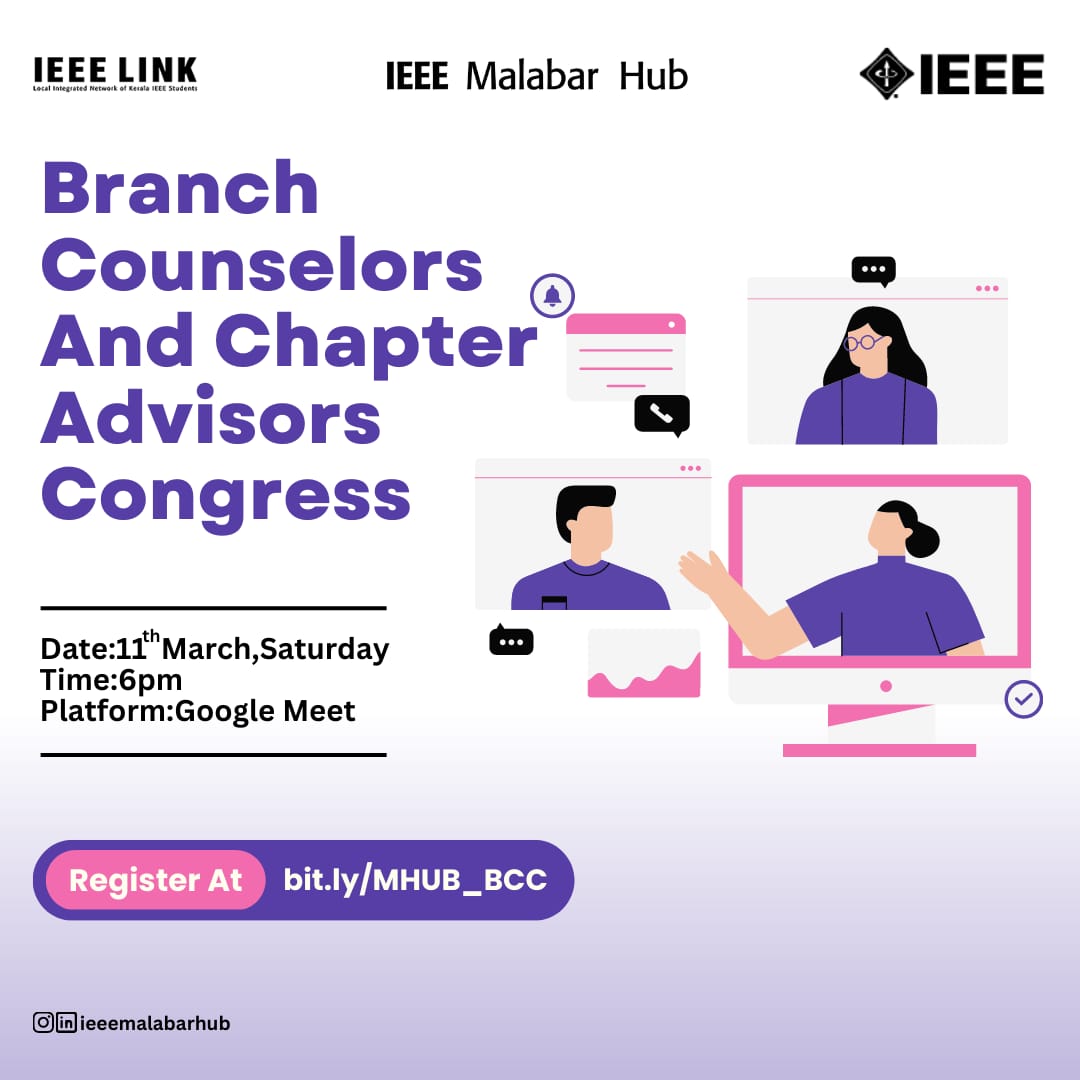 IEEE LINK
Local Integrated Network of Kerala IEEE Students
IEEE Malabar Hub
IEEE
Branch
Counselors
And Chapter
Advisors
Congress
Date:11th March,Saturday
Time:6pm
Platform:Google Meet
Register At bit.ly/MHUB_BCC
ieeemalabarhub